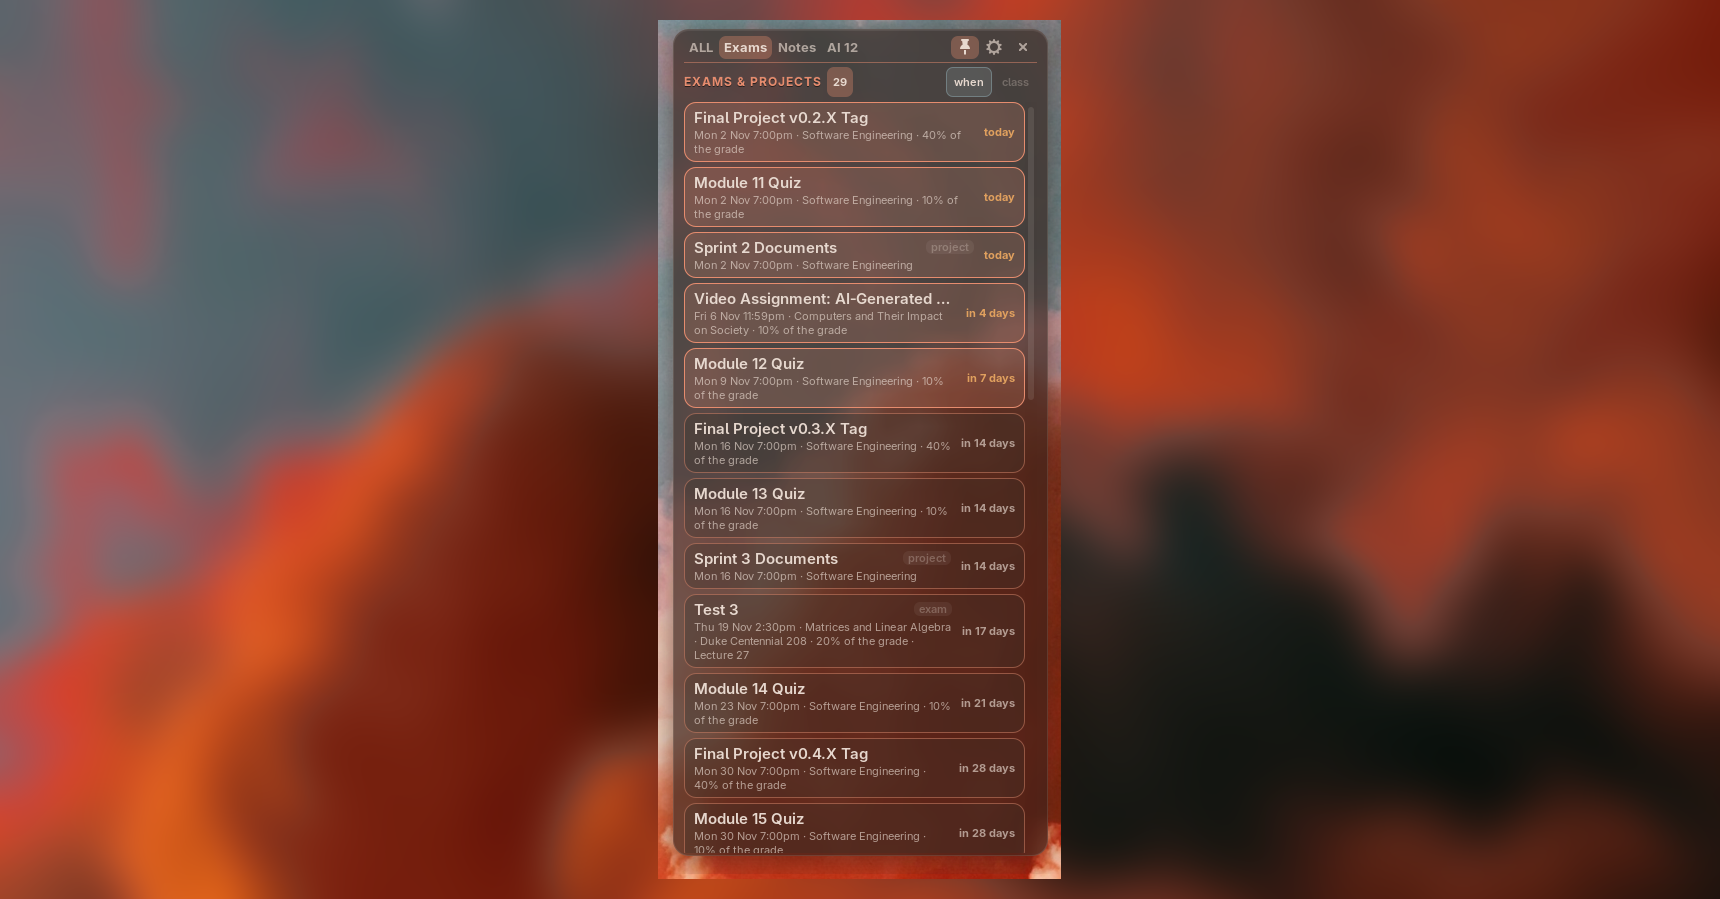 ALL Exams Notes AI 12 ×
EXAMS & PROJECTS 29 when class
Final Project v0.2.X Tag
Mon 2 Nov 7:00pm · Software Engineering · 40% of
the grade
today
Module 11 Quiz
Mon 2 Nov 7:00pm · Software Engineering · 10% of
the grade
today
Sprint 2 Documents project
Mon 2 Nov 7:00pm · Software Engineering
today
Video Assignment: AI-Generated ...
Fri 6 Nov 11:59pm · Computers and Their Impact
on Society · 10% of the grade
in 4 days
Module 12 Quiz
Mon 9 Nov 7:00pm · Software Engineering · 10%
of the grade
in 7 days
Final Project v0.3.X Tag
Mon 16 Nov 7:00pm · Software Engineering · 40%
of the grade
in 14 days
Module 13 Quiz
Mon 16 Nov 7:00pm · Software Engineering · 10%
of the grade
in 14 days
Sprint 3 Documents project
Mon 16 Nov 7:00pm · Software Engineering
in 14 days
Test 3 exam
Thu 19 Nov 2:30pm · Matrices and Linear Algebra
· Duke Centennial 208 · 20% of the grade ·
Lecture 27
in 17 days
Module 14 Quiz
Mon 23 Nov 7:00pm · Software Engineering · 10%
of the grade
in 21 days
Final Project v0.4.X Tag
Mon 30 Nov 7:00pm · Software Engineering ·
40% of the grade
in 28 days
Module 15 Quiz
Mon 30 Nov 7:00pm · Software Engineering ·
10% of the grade
in 28 days